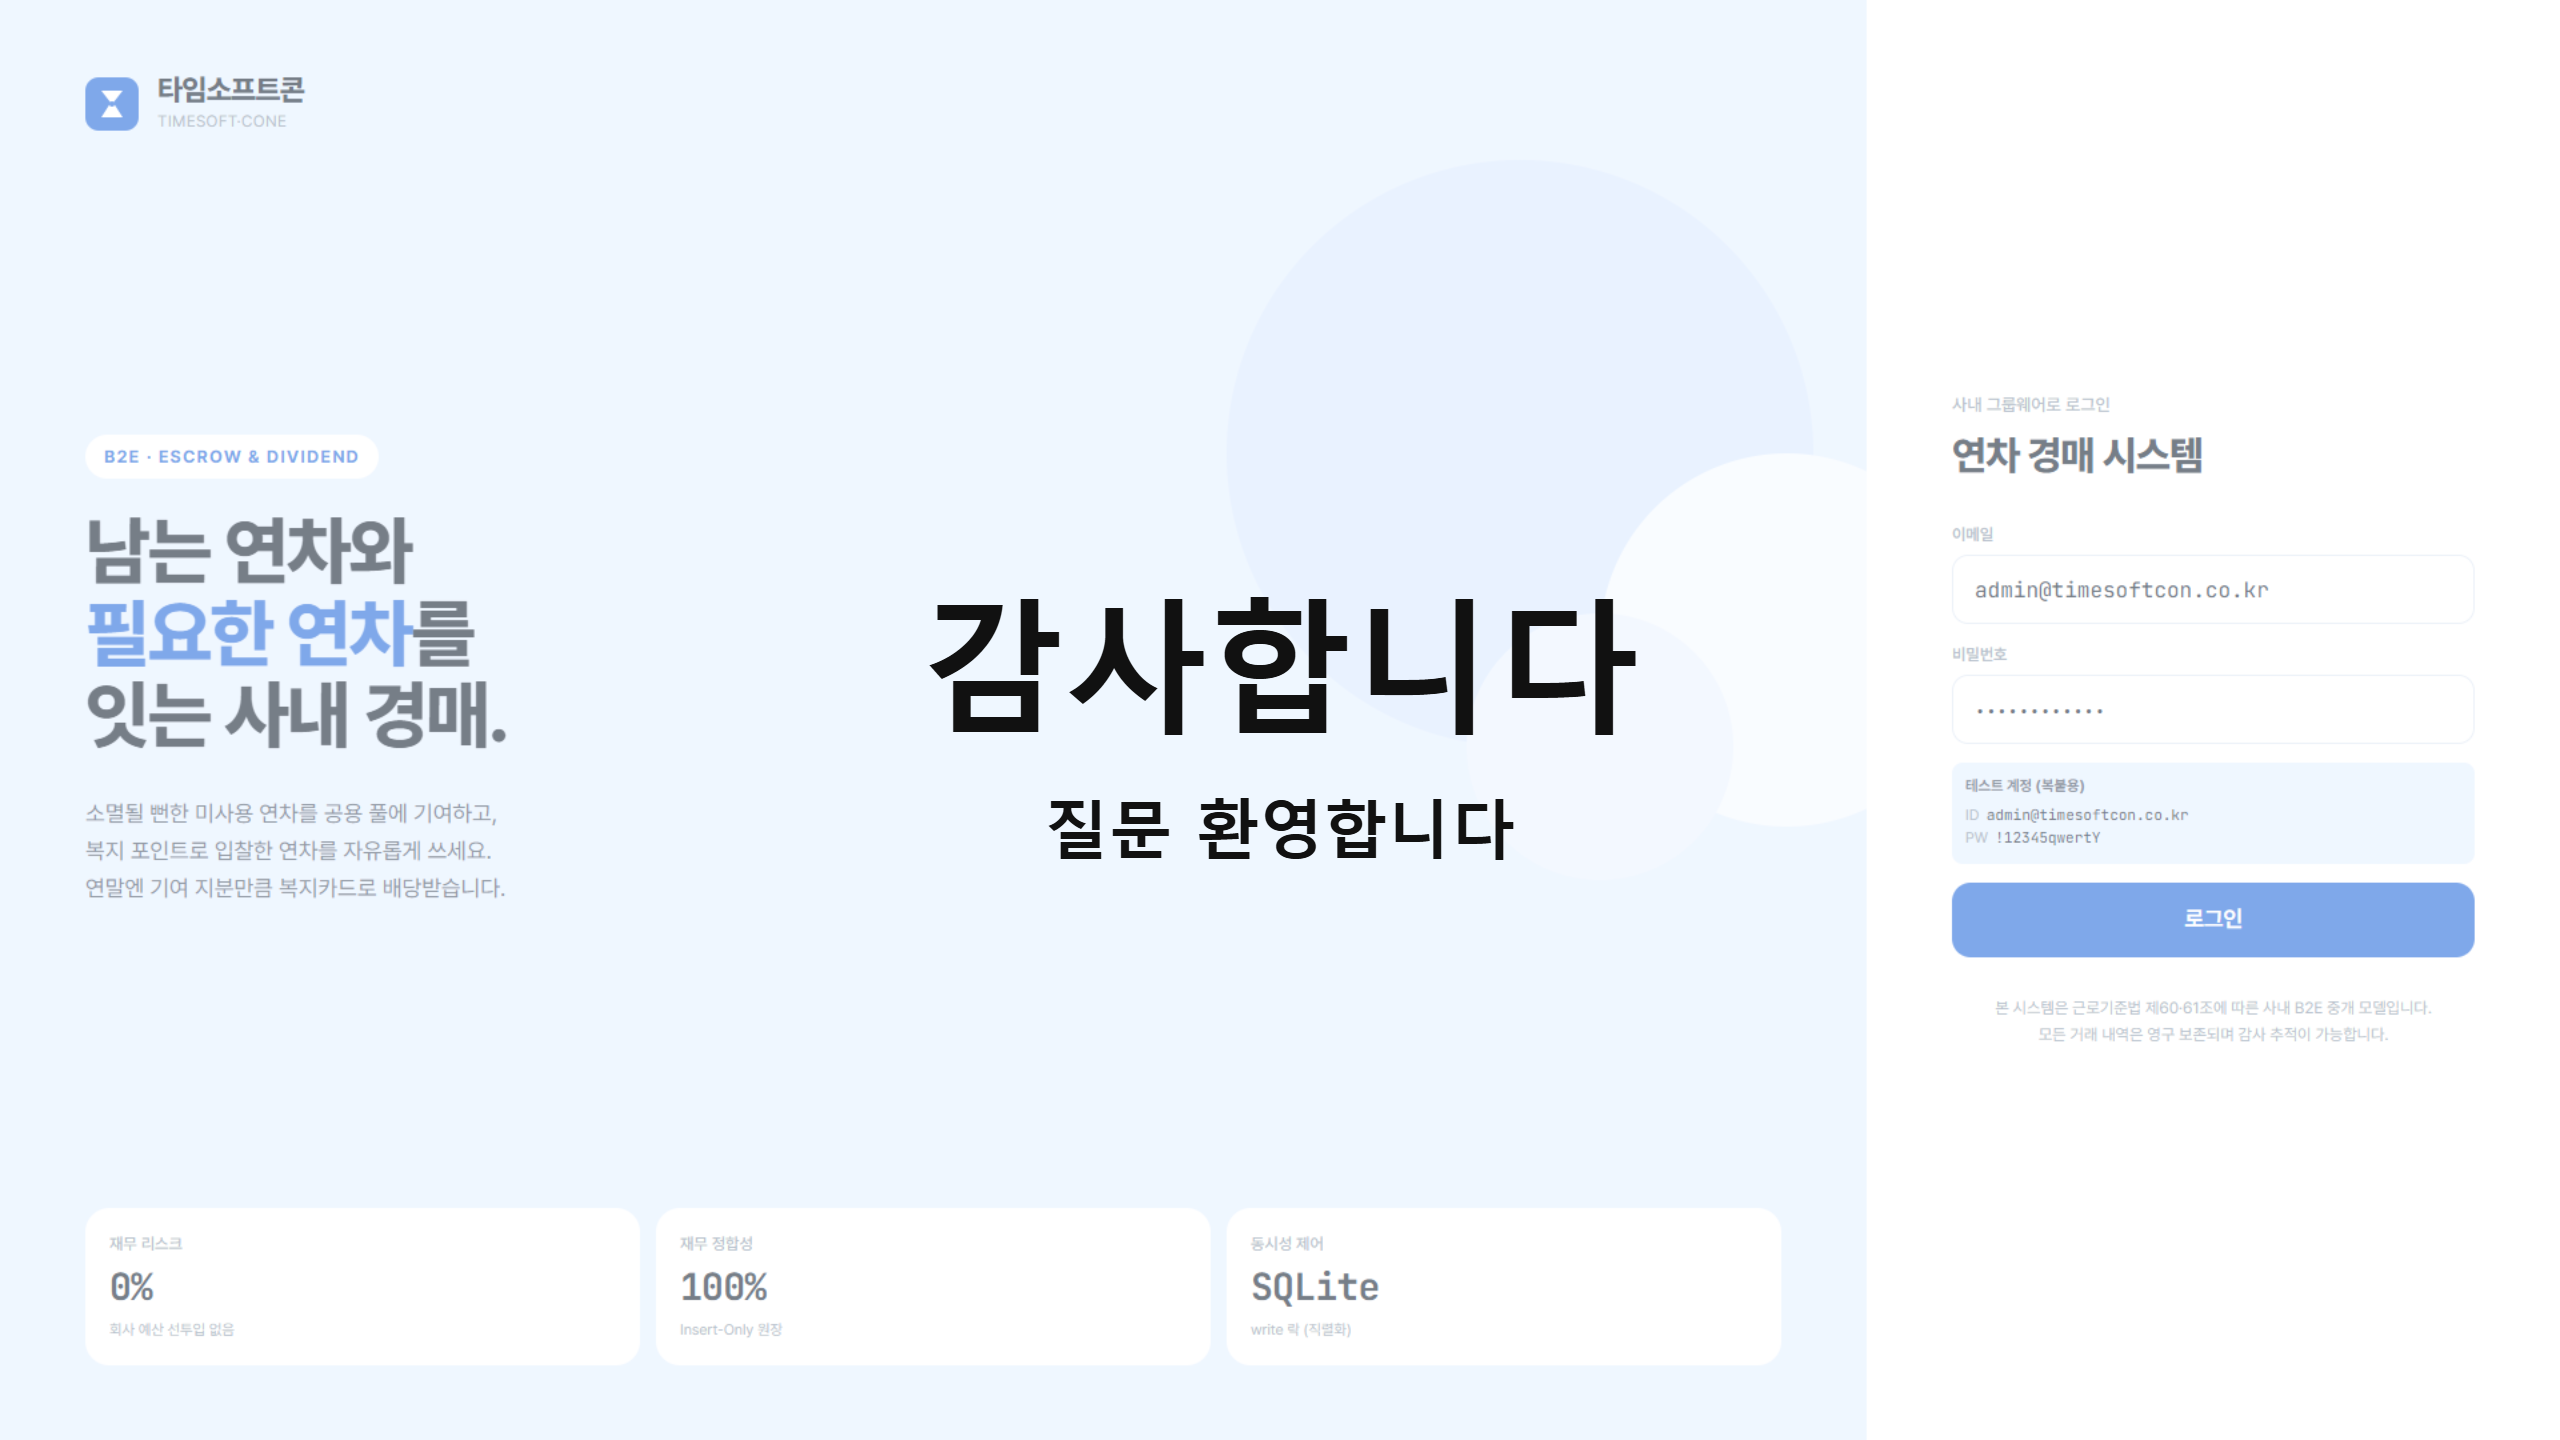 타임소프트콘
TIMESOFT·CONE
B2E · ESCROW & DIVIDEND
남는 연차와
필요한 연차를
잇는 사내 경매.
소멸될 뻔한 미사용 연차를 공용 풀에 기여하고,
복지 포인트로 입찰한 연차를 자유롭게 쓰세요.
연말엔 기여 지분만큼 복지카드로 배당받습니다.
감사합니다
질문 환영합니다
재무 리스크
0%
회사 예산 선투입 없음
재무 정합성
100%
Insert-Only 원장
동시성 제어
SQLite
write 락 (직렬화)
사내 그룹웨어로 로그인
연차 경매 시스템
이메일
admin@timesoftcon.co.kr
비밀번호
••••••••••••
테스트 계정 (복붙용)
ID admin@timesoftcon.co.kr
PW !12345qwertY
로그인
본 시스템은 근로기준법 제60·61조에 따른 사내 B2E 중개 모델입니다.
모든 거래 내역은 영구 보존되며 감사 추적이 가능합니다.